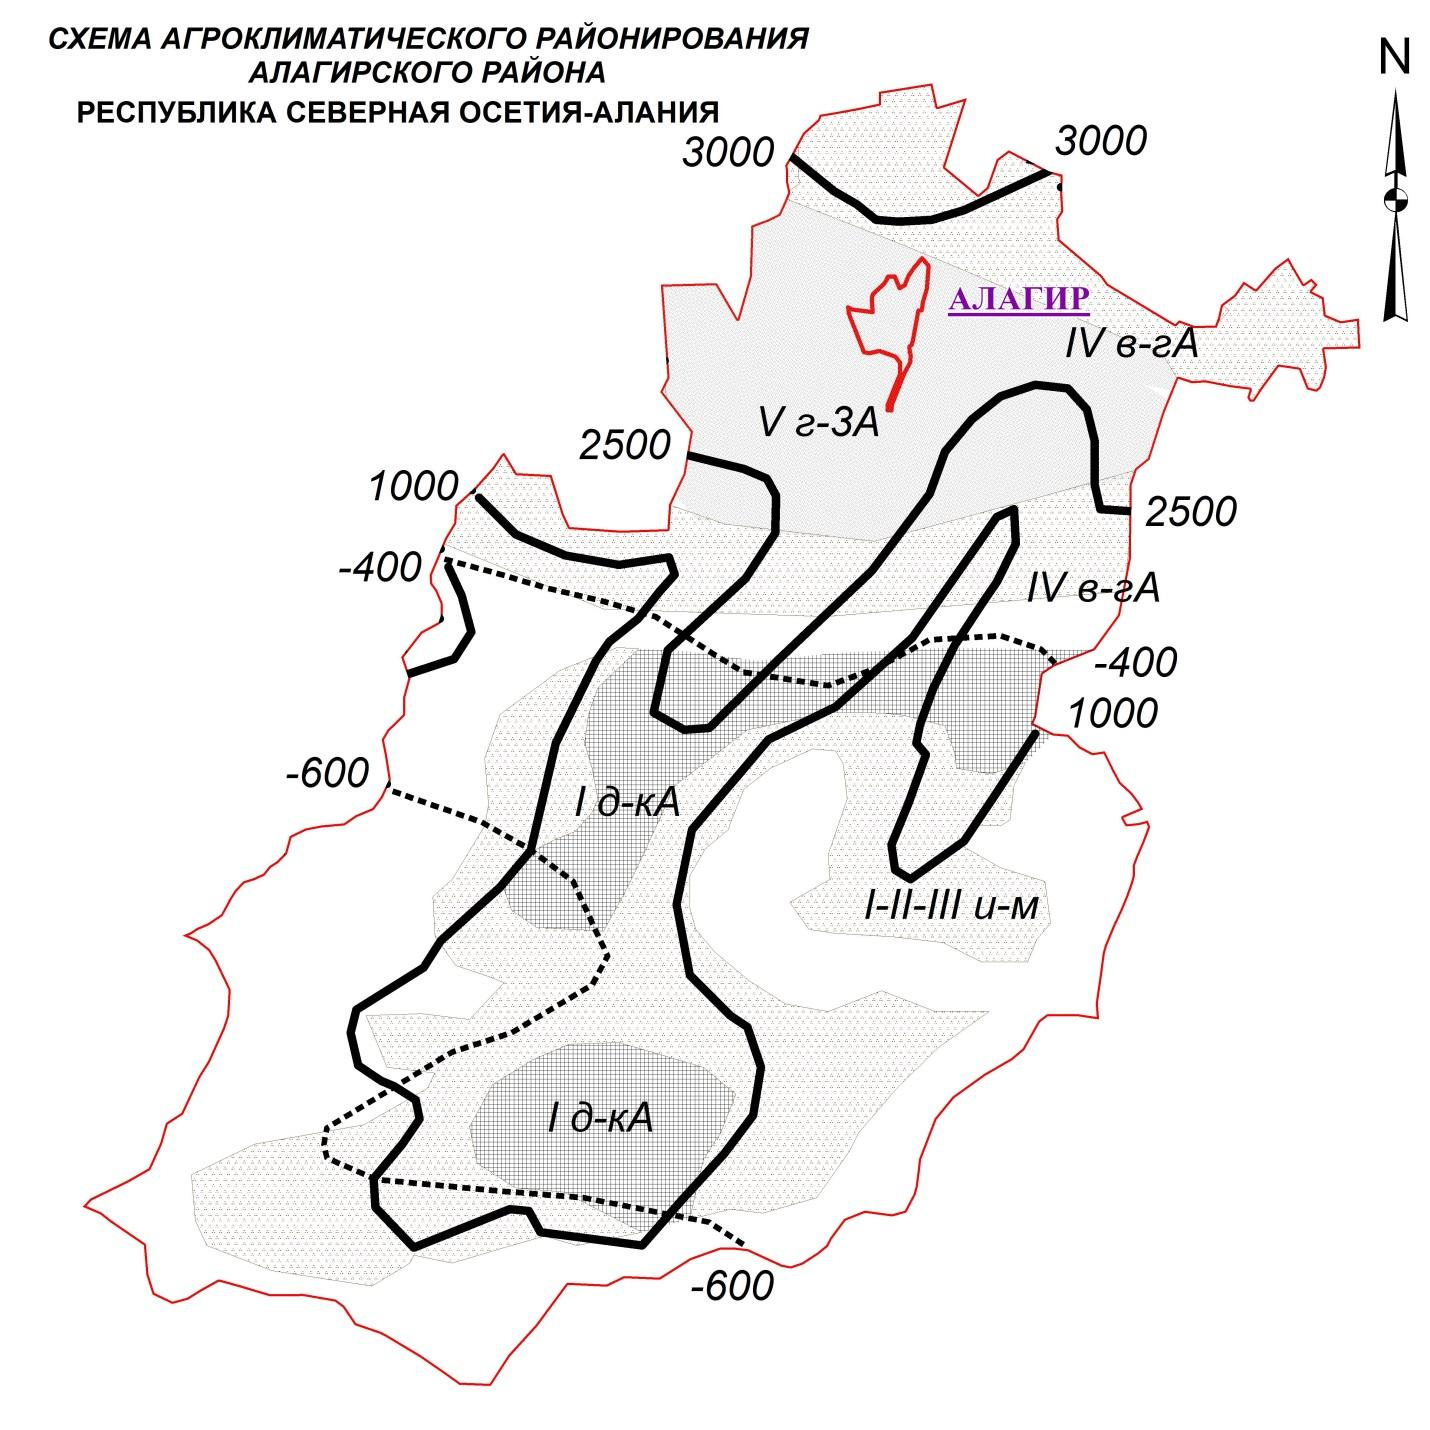 СХЕМА АГРОКЛИМАТИЧЕСКОГО РАЙОНИРОВАНИЯ
АЛАГИРСКОГО РАЙОНА
РЕСПУБЛИКА СЕВЕРНАЯ ОСЕТИЯ-АЛАНИЯ
N
3000
3000
АЛАГИР
IV в-гА
V г-3А
2500
1000
2500
-400
IV в-гА
-400
1000
-600
I д-кА
I-II-III и-м
I д-кА
-600